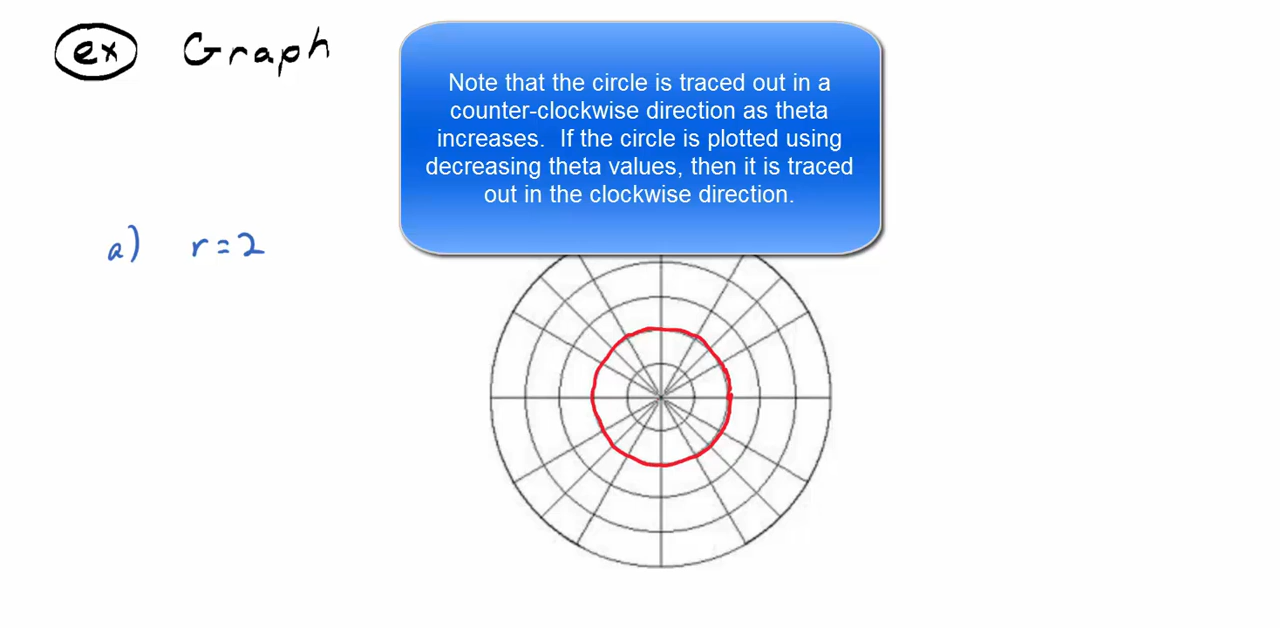 ex Graph
Note that the circle is traced out in a
counter-clockwise direction as theta
increases.  If the circle is plotted using
decreasing theta values, then it is traced
out in the clockwise direction.
a) r = 2